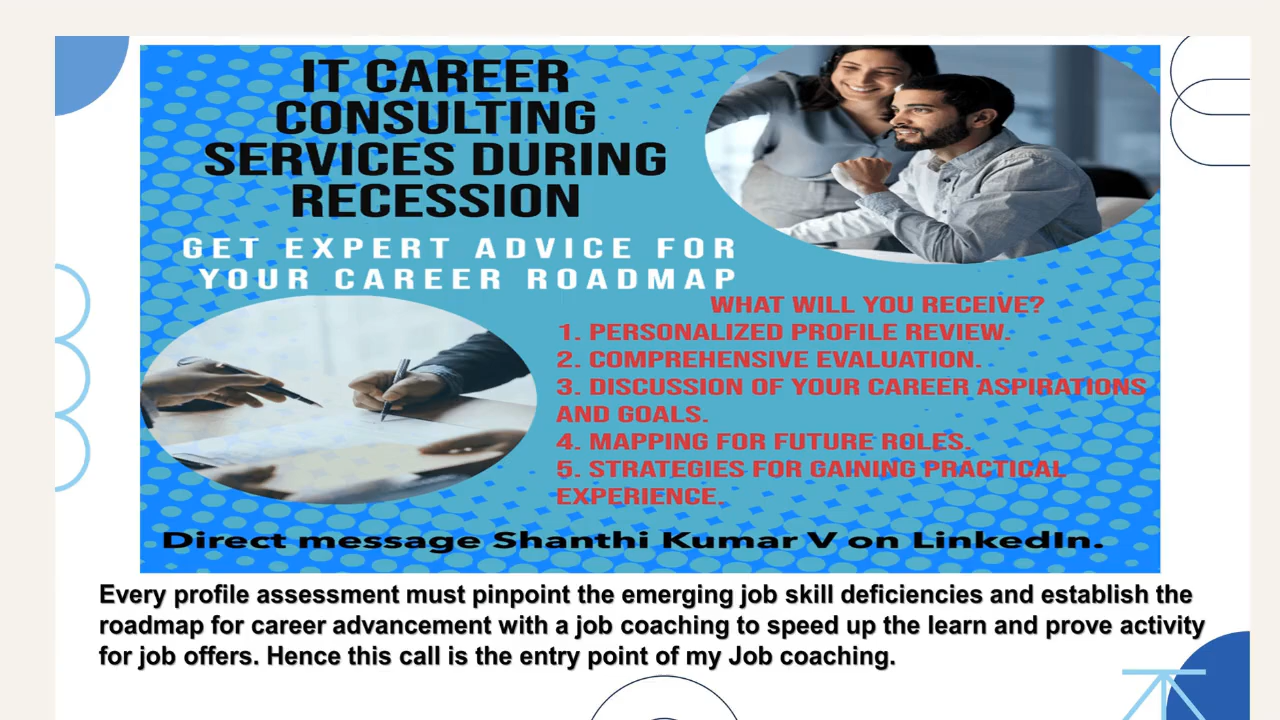 IT CAREER
CONSULTING
SERVICES DURING
RECESSION
GET EXPERT ADVICE FOR
YOUR CAREER ROADMAP
WHAT WILL YOU RECEIVE?
1. PERSONALIZED PROFILE REVIEW.
2. COMPREHENSIVE EVALUATION.
3. DISCUSSION OF YOUR CAREER ASPIRATIONS
AND GOALS.
4. MAPPING FOR FUTURE ROLES.
5. STRATEGIES FOR GAINING PRACTICAL
EXPERIENCE.
Direct message Shanthi Kumar V on LinkedIn.
Every profile assessment must pinpoint the emerging job skill deficiencies and establish the
roadmap for career advancement with a job coaching to speed up the learn and prove activity
for job offers. Hence this call is the entry point of my Job coaching.